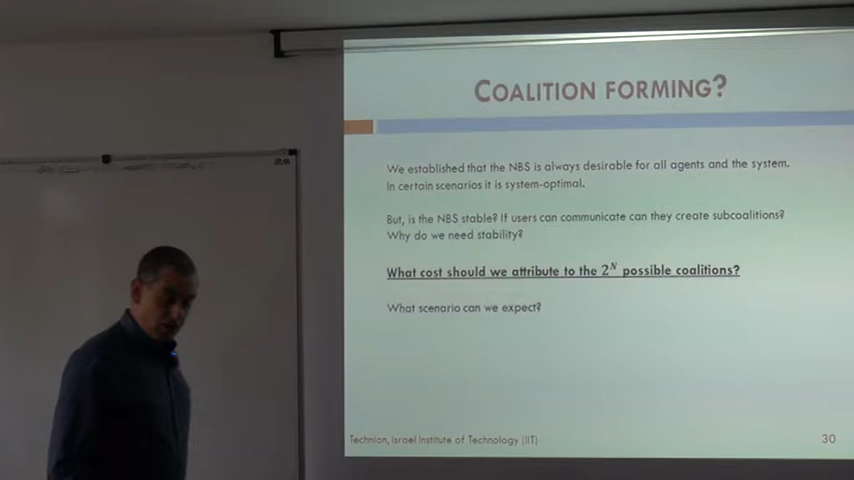 COALITION FORMING?
We established that the NBS is always desirable for all agents and the system.
In certain scenarios it is system-optimal.
But, is the NBS stable? If users can communicate can they create subcoalitions?
Why do we need stability?
What cost should we attribute to the 2^N possible coalitions?
What scenario can we expect?
Technion, Israel Institute of Technology (IIT)
30